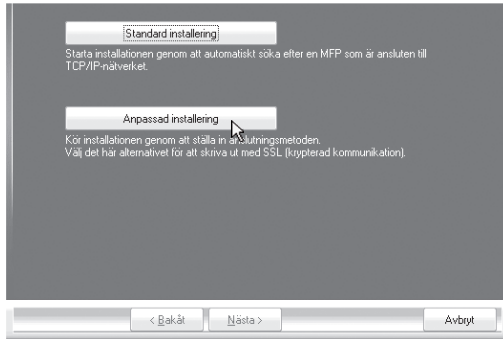 Standard installering
Starta installationen genom att automatiskt söka efter en MFP som är ansluten till
TCP/IP-nätverket.
Anpassad installering
Kör installationen genom att ställa in anslutningsmetoden.
Välj det här alternativet för att skriva ut med SSL (krypterad kommunikation).
< Bakåt
Nästa >
Avbryt